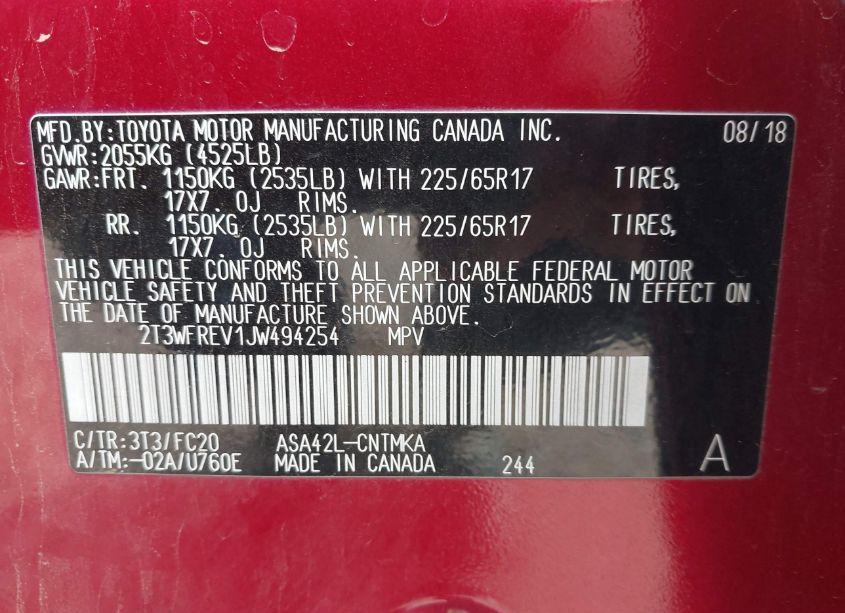 MFD.BY:TOYOTA MOTOR MANUFACTURING CANADA INC. 08/18
GVWR:2055KG (4525LB)
GAWR:FRT. 1150KG (2535LB) WITH 225/65R17 TIRES,
17X7. 0J RIMS.
RR. 1150KG (2535LB) WITH 225/65R17 TIRES,
17X7. 0J RIMS.
THIS VEHICLE CONFORMS TO ALL APPLICABLE FEDERAL MOTOR
VEHICLE SAFETY AND THEFT PREVENTION STANDARDS IN EFFECT ON
THE DATE OF MANUFACTURE SHOWN ABOVE.
2T3WFREV1JW494254 MPV
C/TR:3T3/FC20 ASA42L-CNTMKA
A/TM:-02A/U760E MADE IN CANADA 244 A